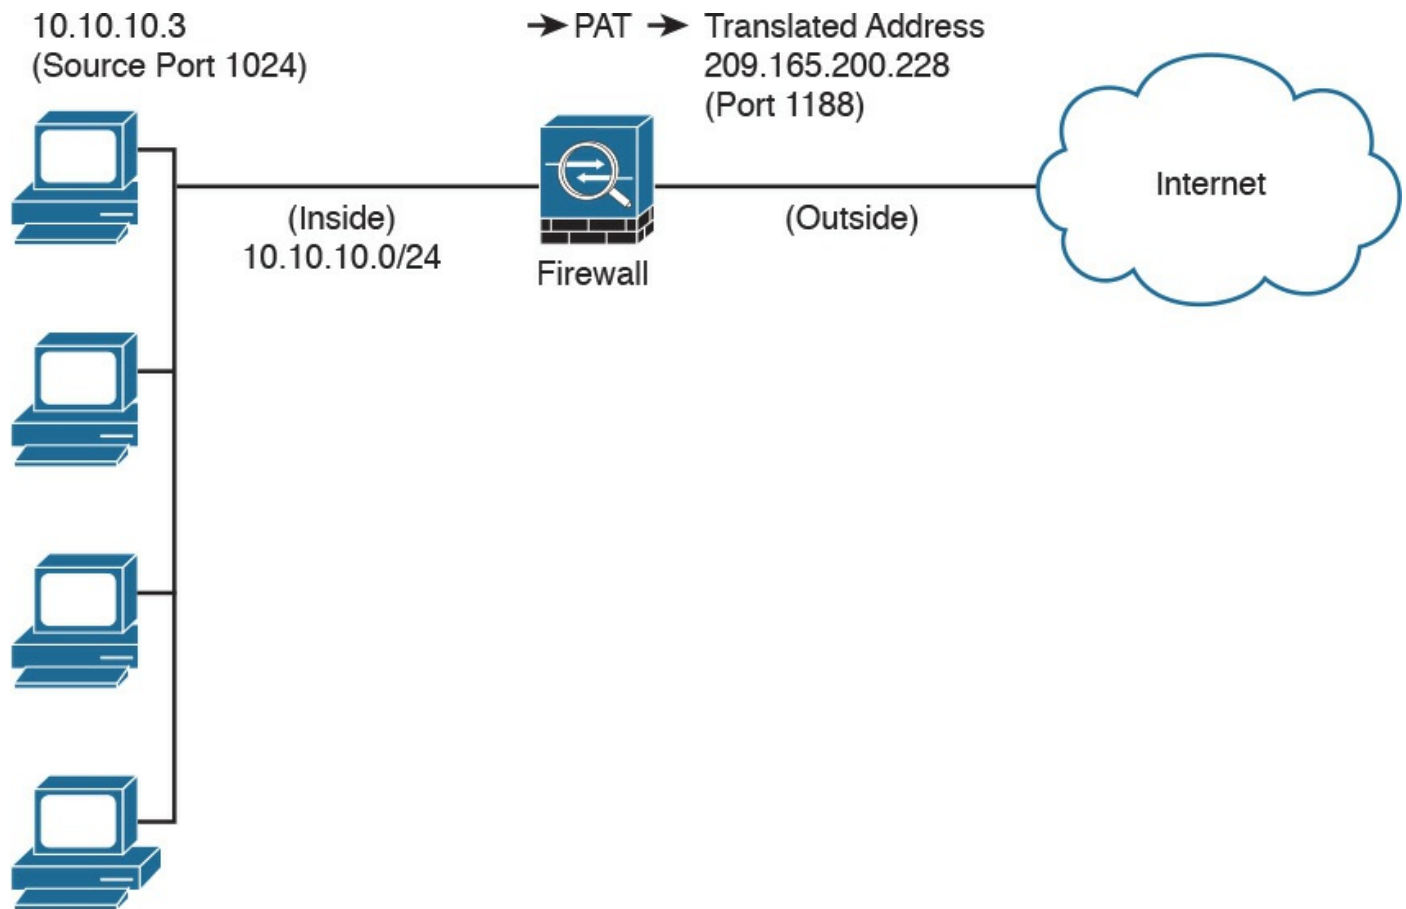 10.10.10.3
(Source Port 1024)
→ PAT → Translated Address
209.165.200.228
(Port 1188)
(Inside)
10.10.10.0/24
Firewall
(Outside)
Internet